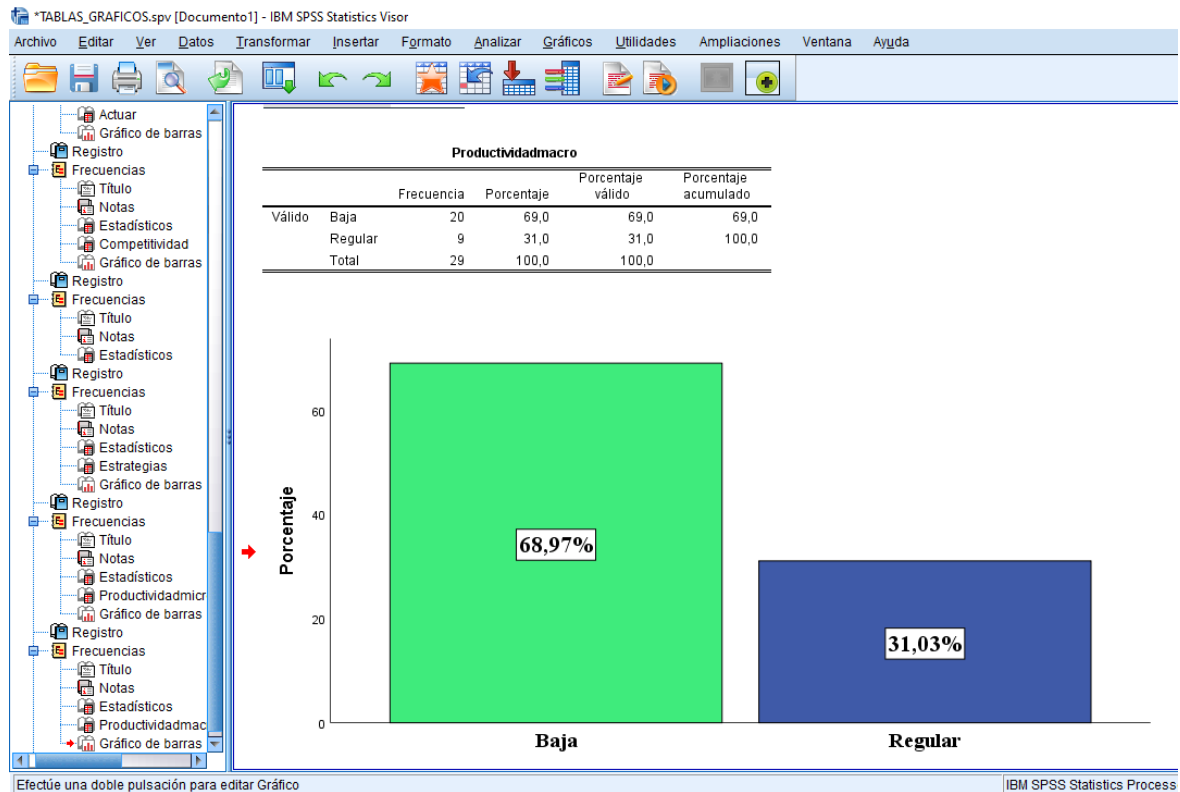 *TABLAS_GRAFICOS.spv [Documento1] - IBM SPSS Statistics Visor
Archivo Editar Ver Datos Transformar Insertar Formato Analizar Gráficos Utilidades Ampliaciones Ventana Ayuda
Actuar
Gráfico de barras
Registro
Frecuencias
Título
Notas
Estadísticos
Competitividad
Gráfico de barras
Registro
Frecuencias
Título
Notas
Estadísticos
Registro
Frecuencias
Título
Notas
Estadísticos
Estrategias
Gráfico de barras
Registro
Frecuencias
Título
Notas
Estadísticos
Productividadmicr
Gráfico de barras
Registro
Frecuencias
Título
Notas
Estadísticos
Productividadmac
Gráfico de barras
Productividadmacro
Frecuencia Porcentaje Porcentaje válido Porcentaje acumulado
Válido Baja 20 69,0 69,0 69,0
Regular 9 31,0 31,0 100,0
Total 29 100,0 100,0
Porcentaje
60
40
20
0
68,97%
31,03%
Baja Regular
Efectúe una doble pulsación para editar Gráfico
IBM SPSS Statistics Process